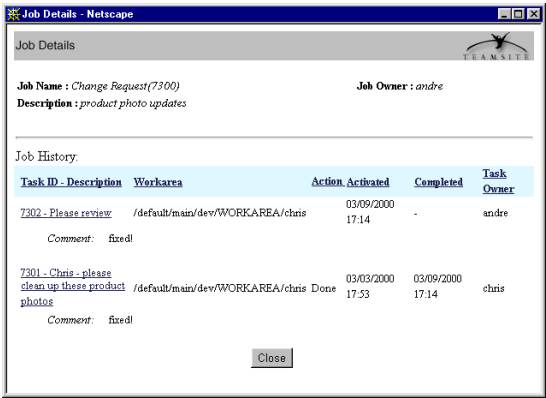 Job Details - Netscape
Job Details
TEAMSITE
Job Name : Change Request(7300) Job Owner : andre
Description : product photo updates
Job History:
Task ID - Description Workarea Action Activated Completed Task Owner
7302 - Please review /default/main/dev/WORKAREA/chris 03/09/2000 17:14 - andre
Comment: fixed!
7301 - Chris - please clean up these product photos /default/main/dev/WORKAREA/chris Done 03/03/2000 17:53 03/09/2000 17:14 chris
Comment: fixed!
Close